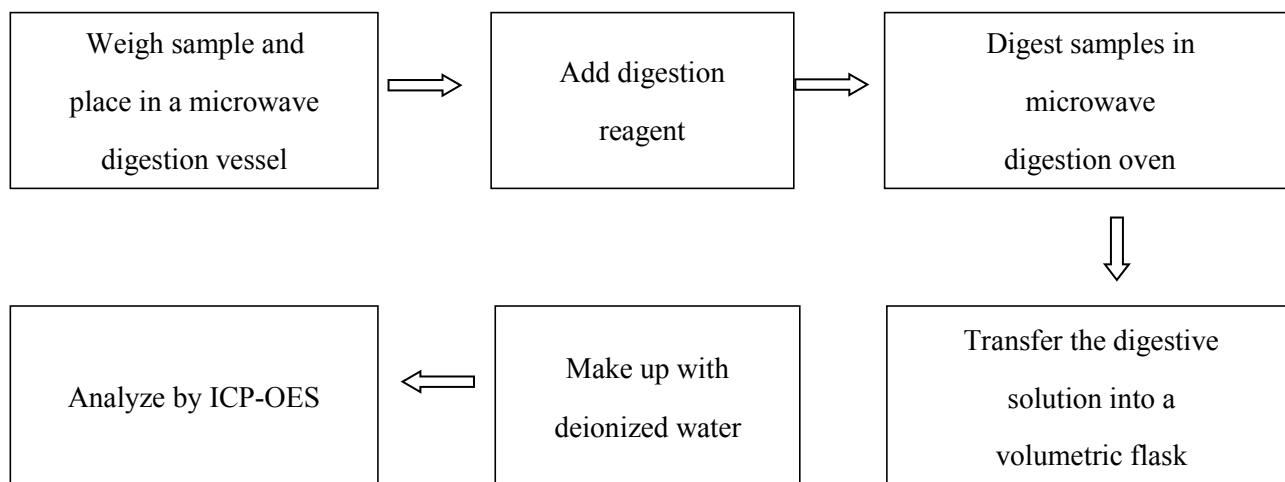 Weigh sample and
place in a microwave
digestion vessel
Add digestion
reagent
Digest samples in
microwave
digestion oven
Transfer the digestive
solution into a
volumetric flask
Make up with
deionized water
Analyze by ICP-OES